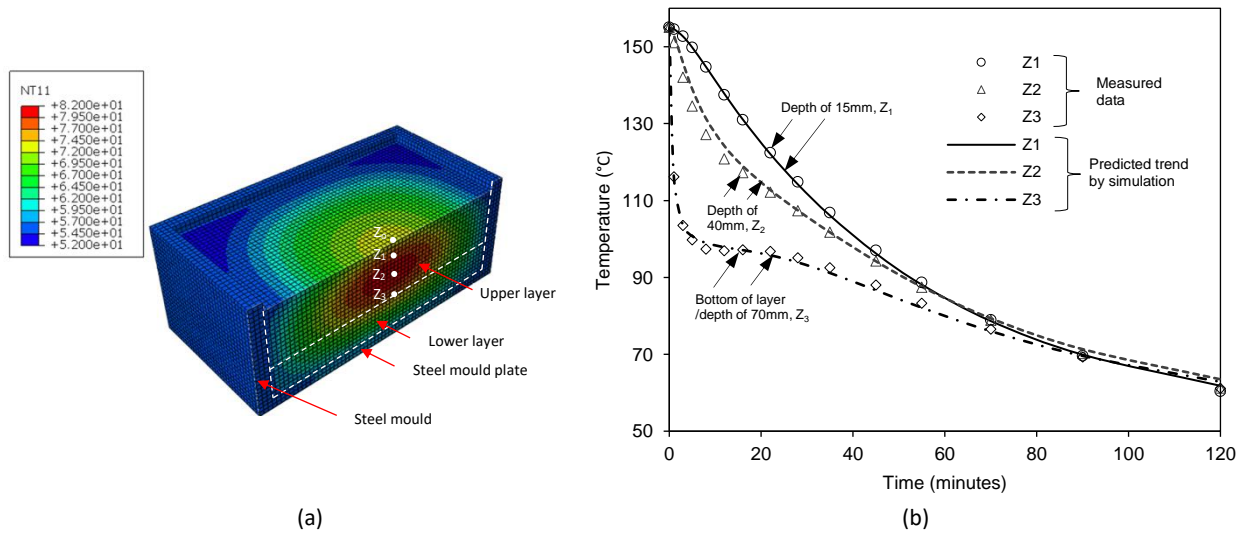 NT11
+8.200e+01
+7.950e+01
+7.700e+01
+7.450e+01
+7.200e+01
+6.950e+01
+6.700e+01
+6.450e+01
+6.200e+01
+5.950e+01
+5.700e+01
+5.450e+01
+5.200e+01
Z₁
Z₂
Z₃
Upper layer
Lower layer
Steel mould plate
Steel mould
(a)
Temperature (°C)
150
130
110
90
70
50
0
20
40
60
80
100
120
Time (minutes)
Z1
Z2
Z3
Measured
data
Z1
Z2
Z3
Predicted trend
by simulation
Depth of 15mm, Z₁
Depth of
40mm, Z₂
Bottom of layer
/depth of 70mm, Z₃
(b)